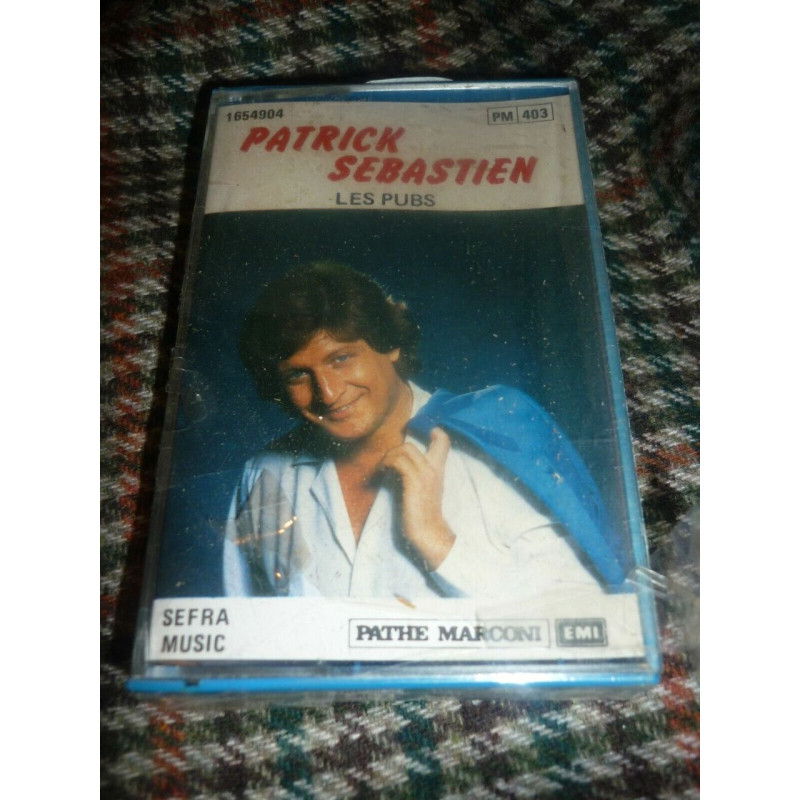 1654904
PM 403
PATRICK
SEBASTIEN
LES PUBS
SEFRA
MUSIC
PATHE MARCONI
EMI